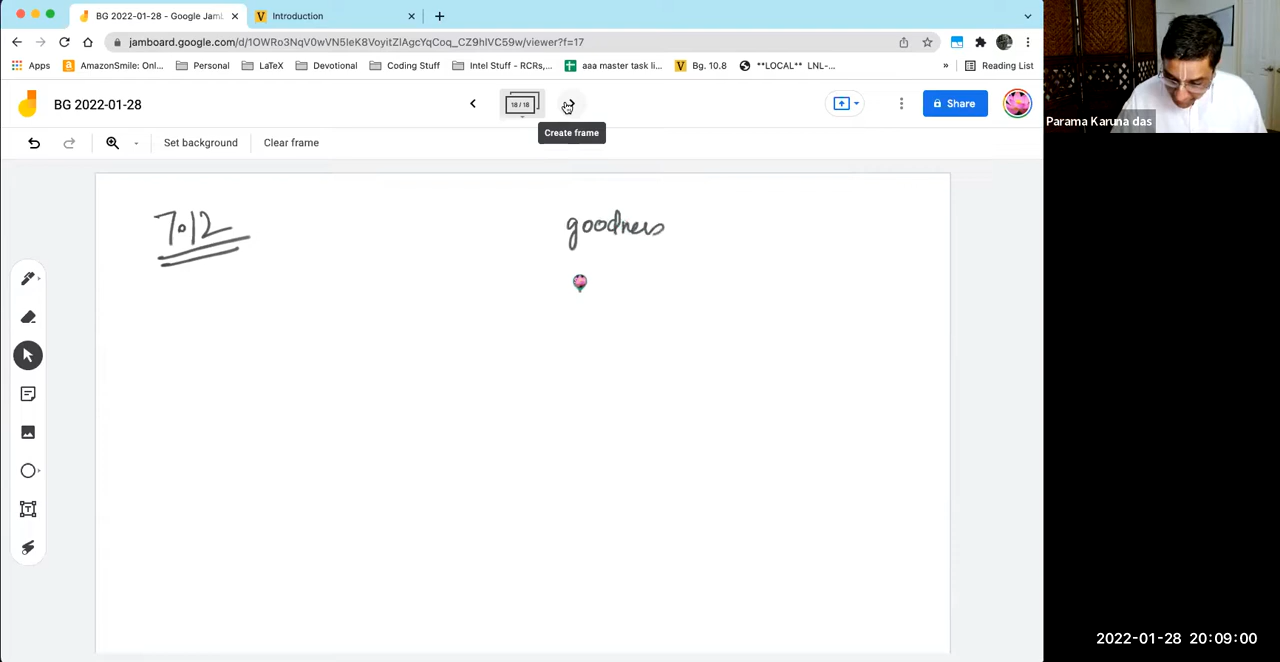 BG 2022-01-28 - Google Jam
Introduction
jamboard.google.com/d/1OWRo3NqV0wVN5IeK8VoyitZIAgcYqCoq_CZ9hIVC59w/viewer?f=17
Apps
AmazonSmile: Onl...
Personal
LaTeX
Devotional
Coding Stuff
Intel Stuff - RCRs,...
aaa master task li...
Bg. 10.8
**LOCAL** LNL-...
»
Reading List
BG 2022-01-28
18 / 18
Share
Create frame
Set background
Clear frame
Parama Karuna das
7.12
goodness
2022-01-28 20:09:00